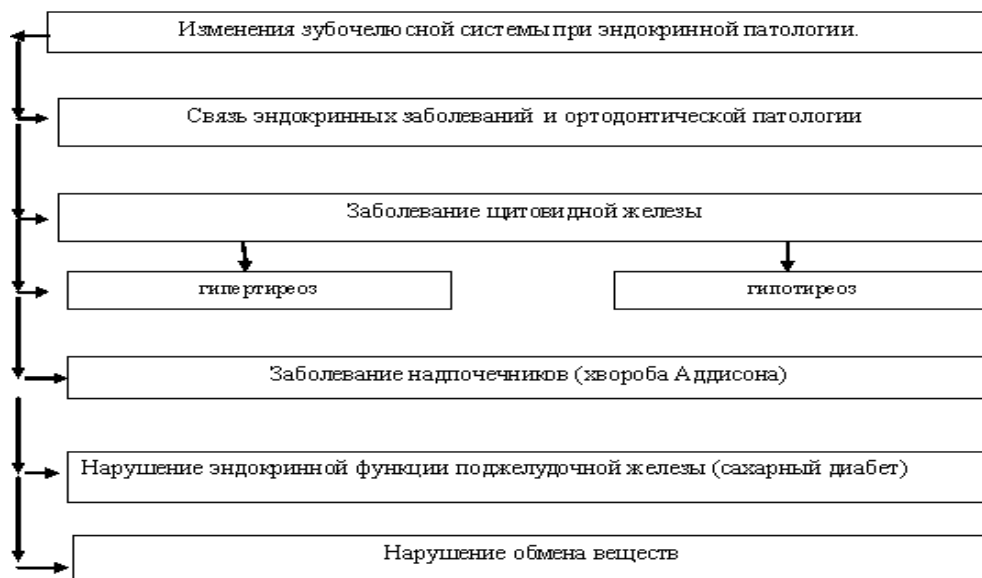 Изменения зубочелюсной системы при эндокринной патологии.
Связь эндокринных заболеваний и ортодонтической патологии
Заболевание щитовидной железы
гипертиреоз
гипотиреоз
Заболевание надпочечников (хвороба Аддисона)
Нарушение эндокринной функции поджелудочной железы (сахарный диабет)
Нарушение обмена веществ